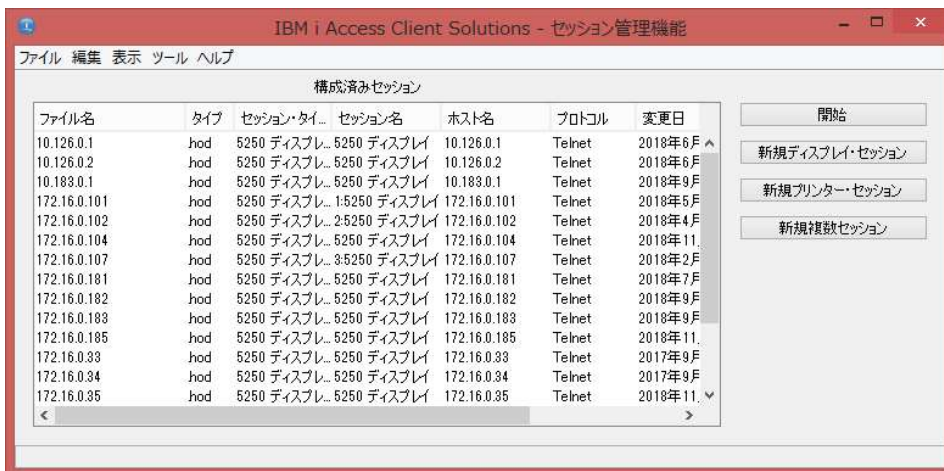 IBM i Access Client Solutions - セッション管理機能
ファイル 編集 表示 ツール ヘルプ
構成済みセッション
ファイル名 タイプ セッション・タイ... セッション名 ホスト名 プロトコル 変更日
10.126.0.1 .hod 5250 ディスプレ... 5250 ディスプレイ 10.126.0.1 Telnet 2018年6月
10.126.0.2 .hod 5250 ディスプレ... 5250 ディスプレイ 10.126.0.2 Telnet 2018年6月
10.183.0.1 .hod 5250 ディスプレ... 5250 ディスプレイ 10.183.0.1 Telnet 2018年9月
172.16.0.101 .hod 5250 ディスプレ... 1:5250 ディスプレイ 172.16.0.101 Telnet 2018年5月
172.16.0.102 .hod 5250 ディスプレ... 2:5250 ディスプレイ 172.16.0.102 Telnet 2018年4月
172.16.0.104 .hod 5250 ディスプレ... 5250 ディスプレイ 172.16.0.104 Telnet 2018年11
172.16.0.107 .hod 5250 ディスプレ... 3:5250 ディスプレイ 172.16.0.107 Telnet 2018年2月
172.16.0.181 .hod 5250 ディスプレ... 5250 ディスプレイ 172.16.0.181 Telnet 2018年7月
172.16.0.182 .hod 5250 ディスプレ... 5250 ディスプレイ 172.16.0.182 Telnet 2018年9月
172.16.0.183 .hod 5250 ディスプレ... 5250 ディスプレイ 172.16.0.183 Telnet 2018年9月
172.16.0.185 .hod 5250 ディスプレ... 5250 ディスプレイ 172.16.0.185 Telnet 2018年11
172.16.0.33 .hod 5250 ディスプレ... 5250 ディスプレイ 172.16.0.33 Telnet 2017年9月
172.16.0.34 .hod 5250 ディスプレ... 5250 ディスプレイ 172.16.0.34 Telnet 2017年9月
172.16.0.35 .hod 5250 ディスプレ... 5250 ディスプレイ 172.16.0.35 Telnet 2018年11
開始
新規ディスプレイ・セッション
新規プリンター・セッション
新規複数セッション